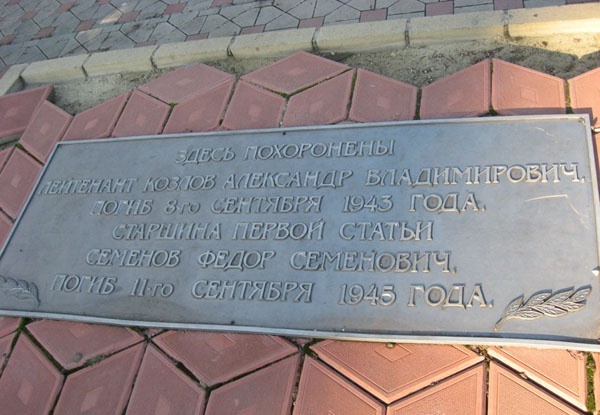 ЗДЕСЬ ПОХОРОНЕНЫ
ЛЕЙТЕНАНТ КОЗЛОВ АЛЕКСАНДР ВЛАДИМИРОВИЧ.
ПОГИБ 8-ГО СЕНТЯБРЯ 1943 ГОДА.
СТАРШИНА ПЕРВОЙ СТАТЬИ
СЕМЕНОВ ФЕДОР СЕМЕНОВИЧ.
ПОГИБ 11-ГО СЕНТЯБРЯ 1945 ГОДА.